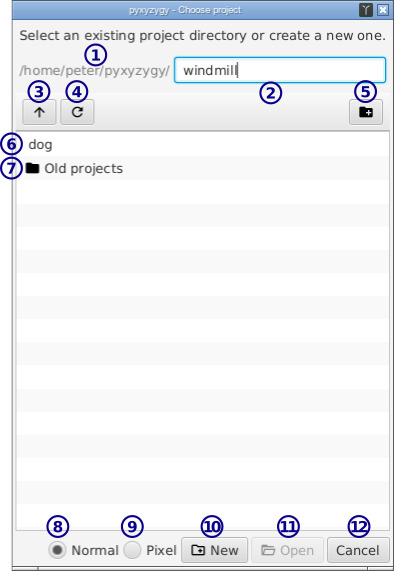 pyxyzygy - Choose project
Select an existing project directory or create a new one.
1
/home/peter/pyxyzygy/ windmill
3 4 2 5
6 dog
7 Old projects
8 9 10 11 12
Normal Pixel New Open Cancel